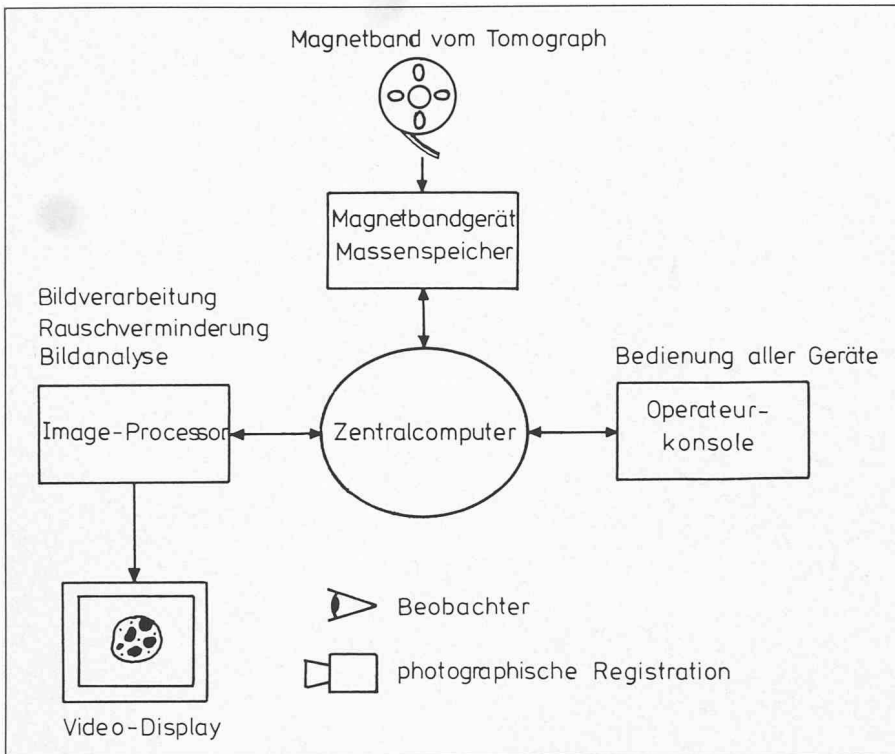 Magnetband vom Tomograph
Magnetbandgerät
Massenspeicher
Bildverarbeitung
Rauschverminderung
Bildanalyse
Bedienung aller Geräte
Image-Processor
Zentralcomputer
Operateur-
konsole
Beobachter
photographische Registration
Video-Display